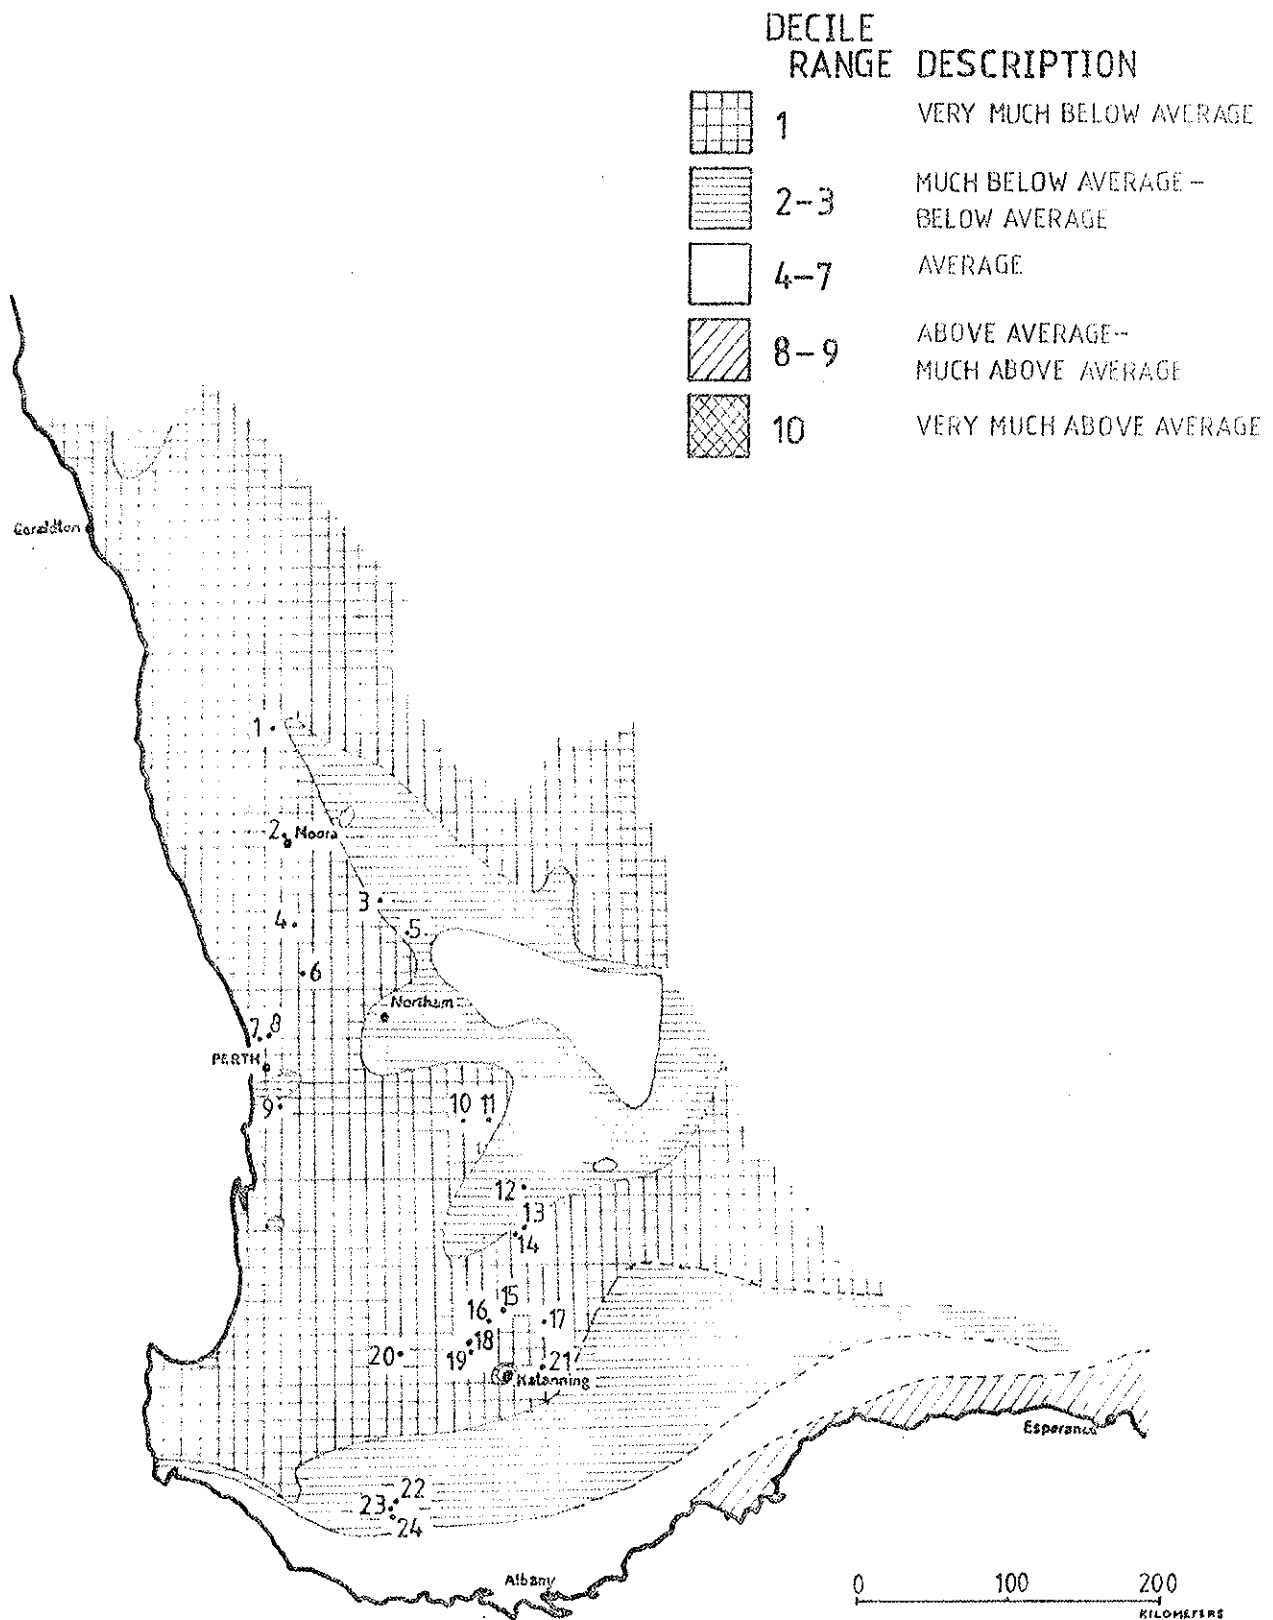 DECILE
RANGE DESCRIPTION
1 VERY MUCH BELOW AVERAGE
2-3 MUCH BELOW AVERAGE -
BELOW AVERAGE
4-7 AVERAGE
8-9 ABOVE AVERAGE-
MUCH ABOVE AVERAGE
10 VERY MUCH ABOVE AVERAGE
Geraldton
1
2 Moora
3
4
5
6
Northam
7 8
PERTH
9
10 11
12
13
14
15
16 17
18
19
20
21
Katanning
Esperance
22
23
24
Albany
0 100 200
KILOMETERS